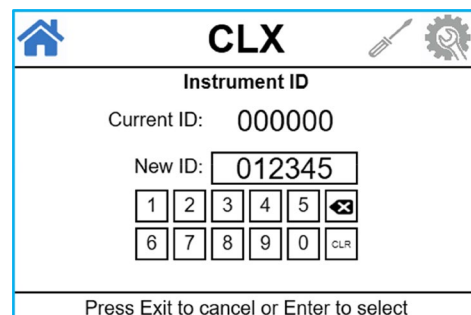 CLX
Instrument ID
Current ID: 000000
New ID: 012345
1 2 3 4 5
6 7 8 9 0 CLR
Press Exit to cancel or Enter to select